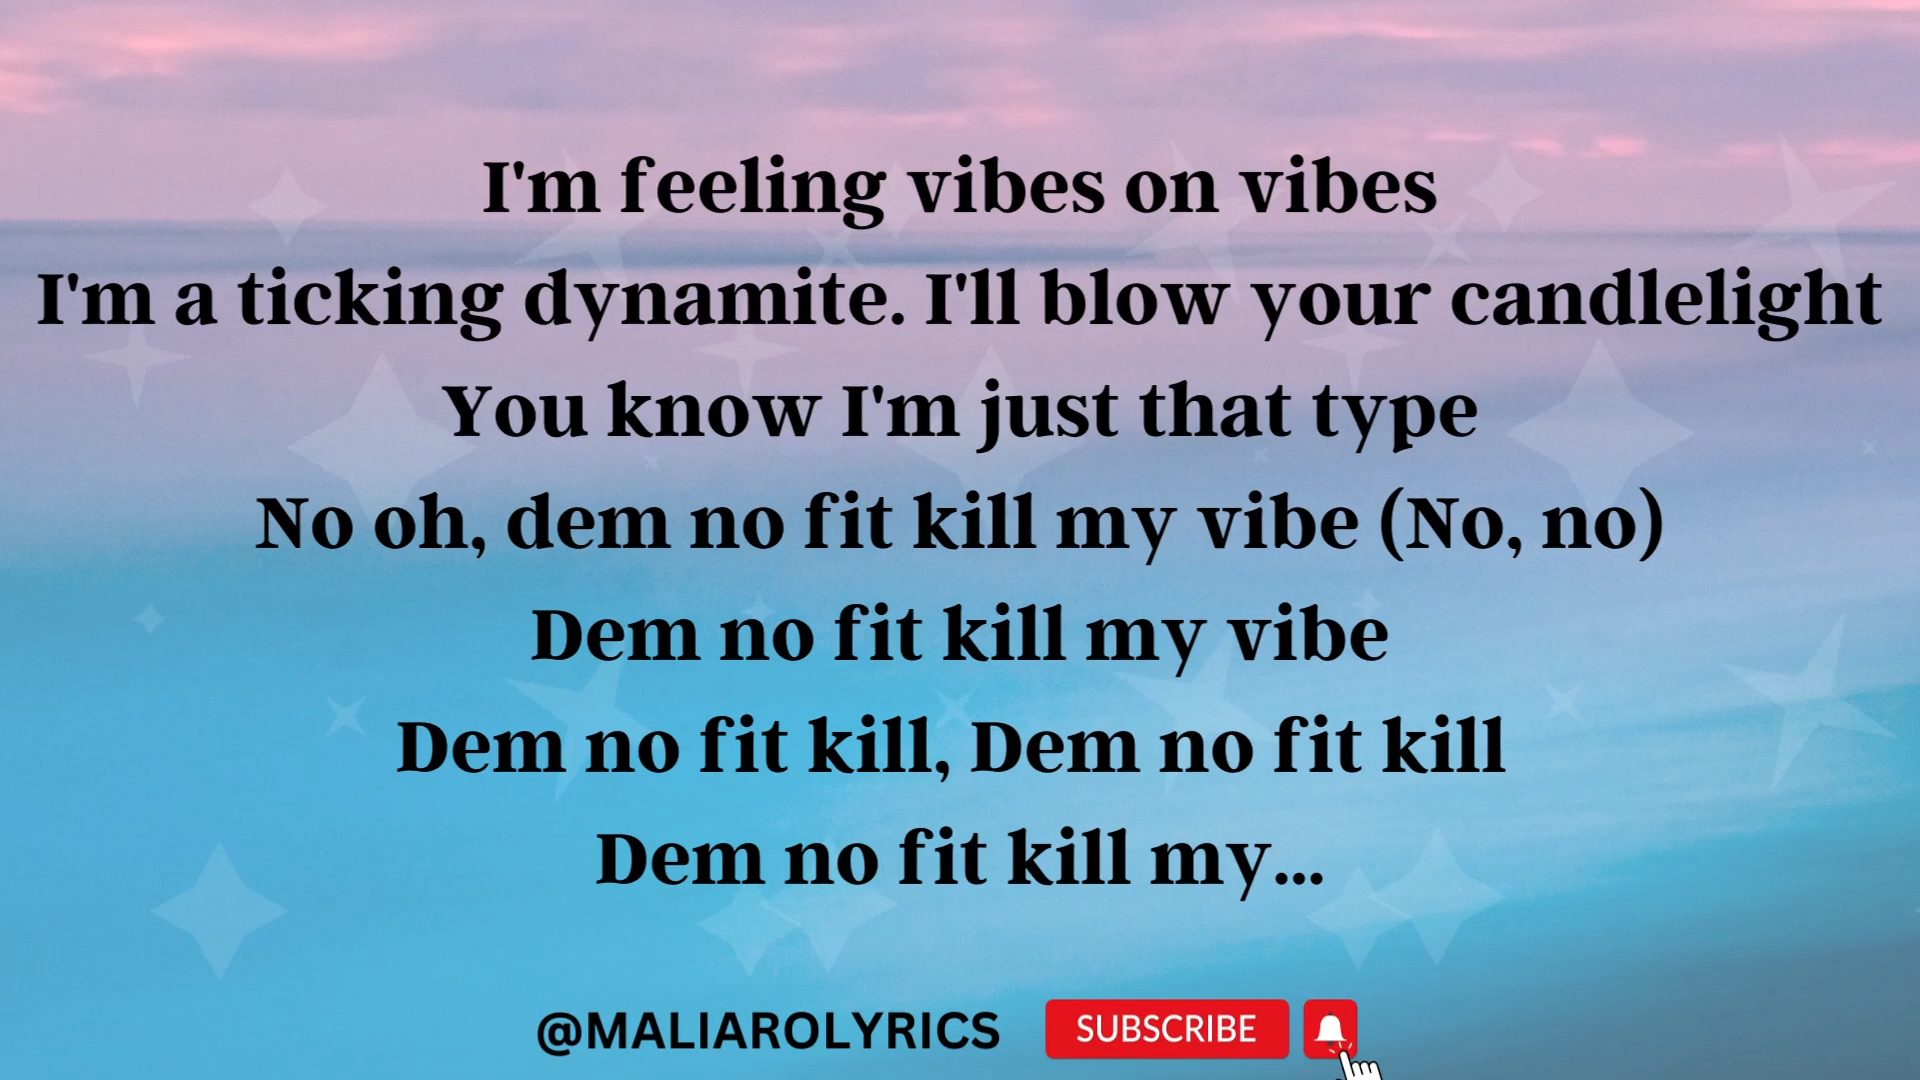 I'm feeling vibes on vibes
I'm a ticking dynamite. I'll blow your candlelight
You know I'm just that type
No oh, dem no fit kill my vibe (No, no)
Dem no fit kill my vibe
Dem no fit kill, Dem no fit kill
Dem no fit kill my...
@MALIAROLYRICS SUBSCRIBE